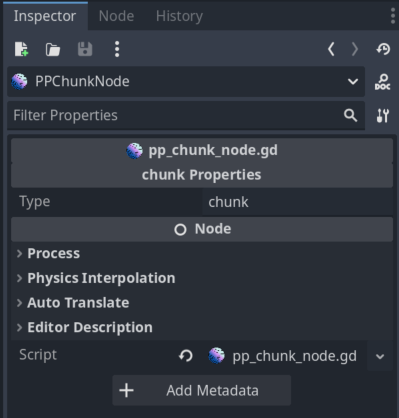 Inspector Node History
PPChunkNode
DOC
Filter Properties
pp_chunk_node.gd
chunk Properties
Type chunk
Node
Process
Physics Interpolation
Auto Translate
Editor Description
Script pp_chunk_node.gd
Add Metadata